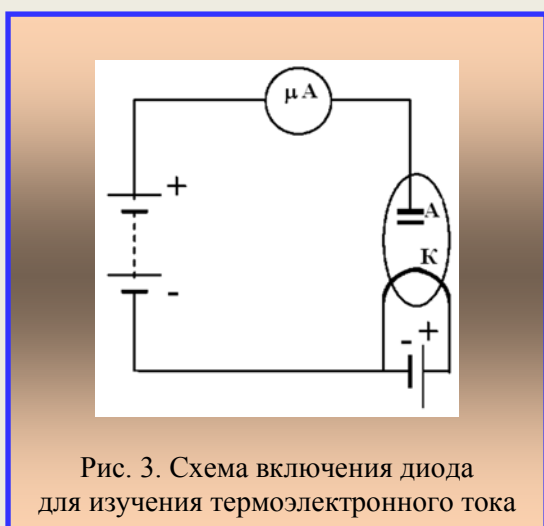 μA
+
A
K
-
- +
Рис. 3. Схема включения диода
для изучения термоэлектронного тока